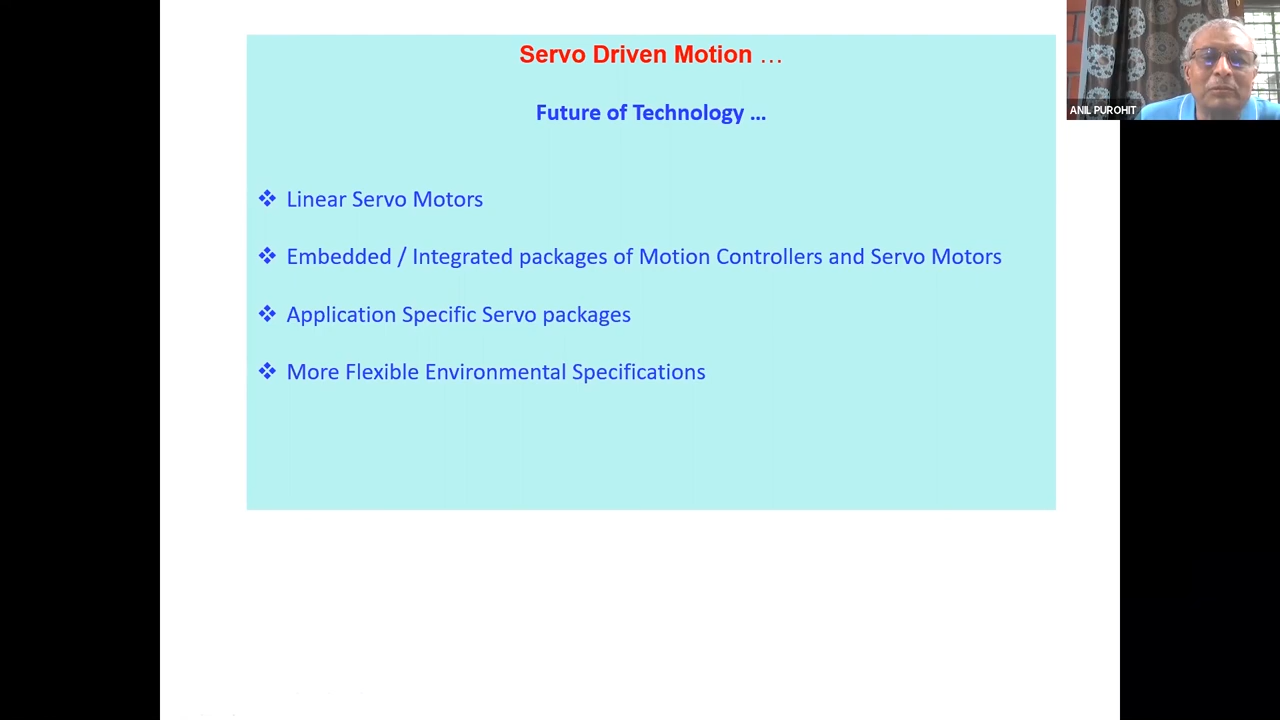 Servo Driven Motion ...
Future of Technology ...
❖ Linear Servo Motors
❖ Embedded / Integrated packages of Motion Controllers and Servo Motors
❖ Application Specific Servo packages
❖ More Flexible Environmental Specifications
ANIL PUROHIT